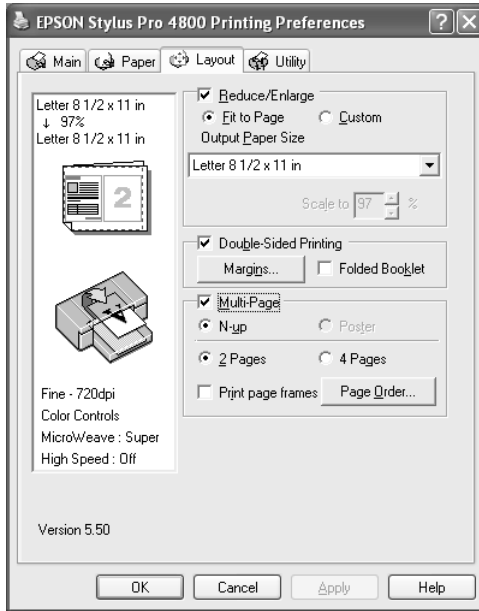 EPSON Stylus Pro 4800 Printing Preferences
Main Paper Layout Utility
Letter 8 1/2 x 11 in
↓ 97%
Letter 8 1/2 x 11 in
2
Fine - 720dpi
Color Controls
MicroWeave : Super
High Speed : Off
Version 5.50
Reduce/Enlarge
Fit to Page Custom
Output Paper Size
Letter 8 1/2 x 11 in
Scale to 97 %
Double-Sided Printing
Margins... Folded Booklet
Multi-Page
N-up Poster
2 Pages 4 Pages
Print page frames Page Order...
OK Cancel Apply Help